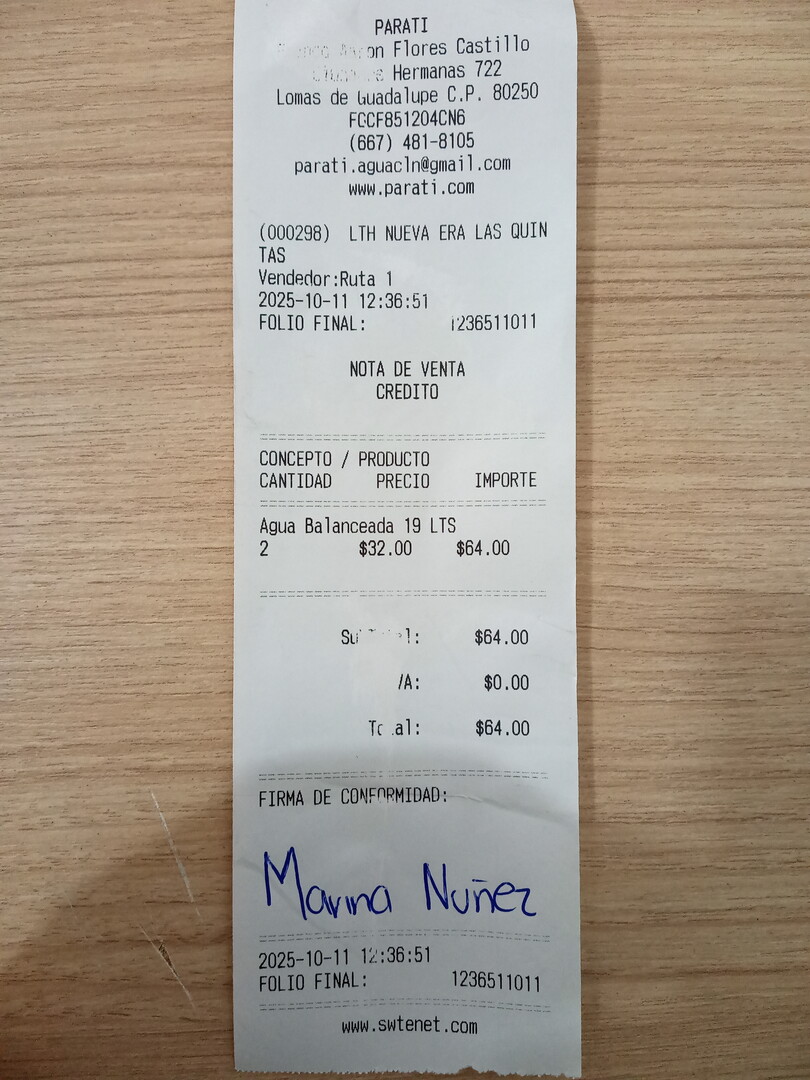 PARATI
Flores Castillo
Hermanas 722
Lomas de Guadalupe C.P. 80250
FCCF851204CN6
(667) 481-8105
parati.aguacln@gmail.com
www.parati.com
(000298) LTH NUEVA ERA LAS QUIN
TAS
Vendedor:Ruta 1
2025-10-11 12:36:51
FOLIO FINAL: 1236511011
NOTA DE VENTA
CREDITO
CONCEPTO / PRODUCTO
CANTIDAD PRECIO IMPORTE
Agua Balanceada 19 LTS
2 $32.00 $64.00
$64.00
$0.00
Total: $64.00
FIRMA DE CONFORMIDAD:
Marina Nuñez
2025-10-11 12:36:51
FOLIO FINAL: 1236511011
www.swtenet.com